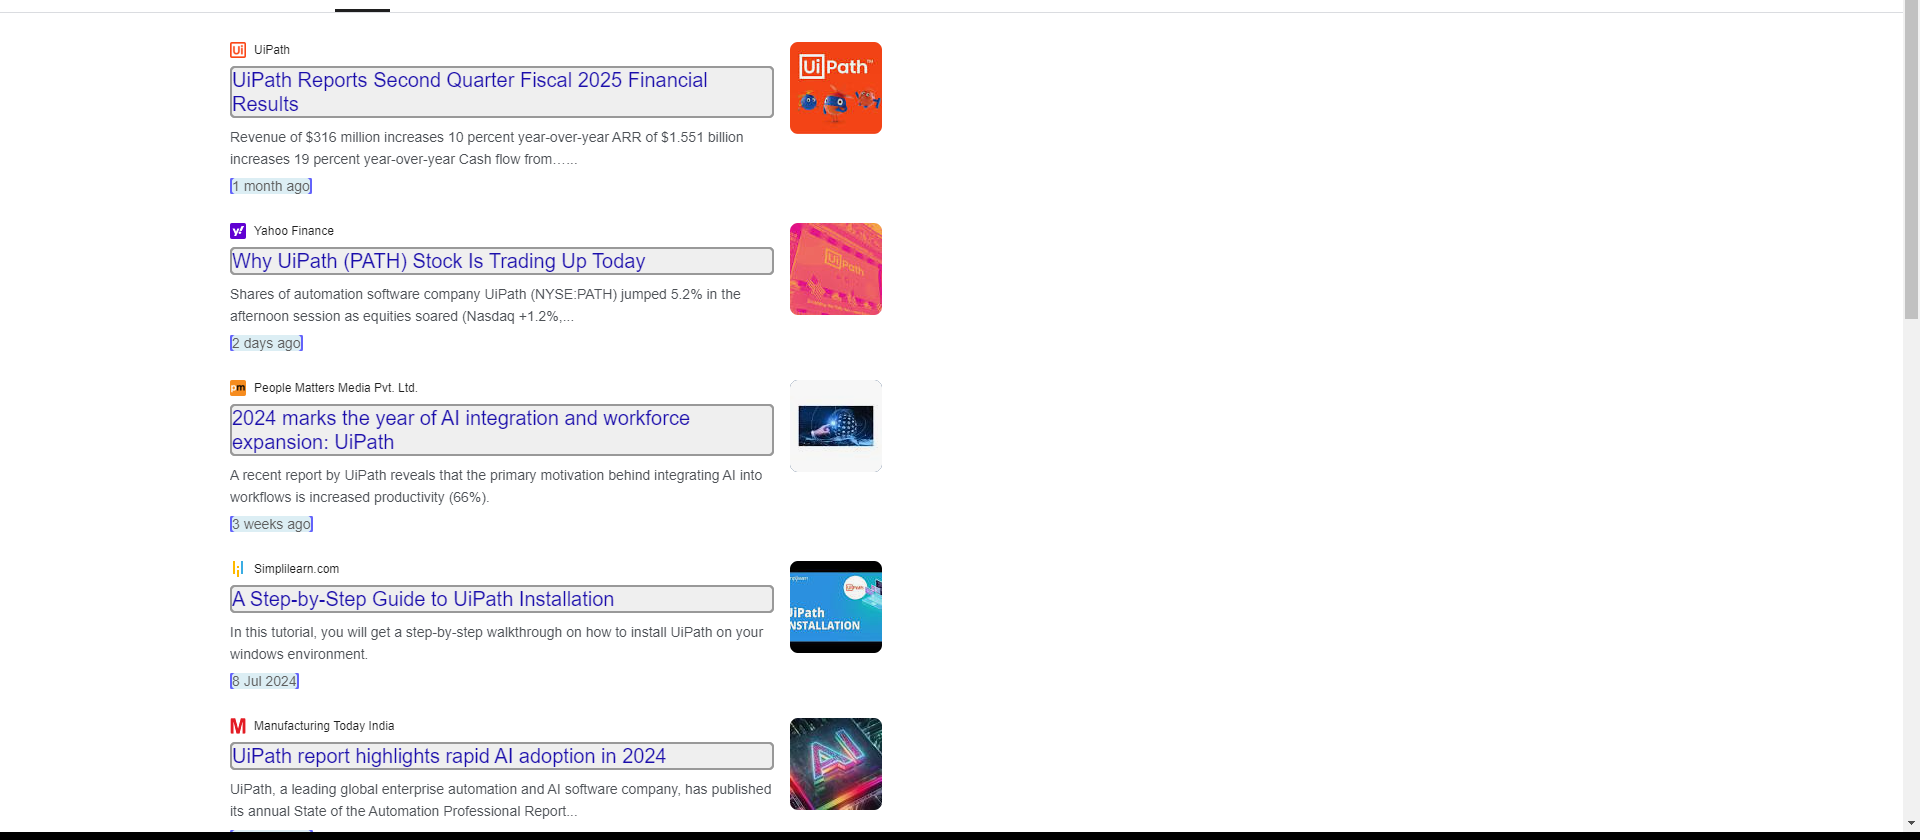 UiPath
UiPath Reports Second Quarter Fiscal 2025 Financial
Results
Revenue of $316 million increases 10 percent year-over-year ARR of $1.551 billion
increases 19 percent year-over-year Cash flow from……
1 month ago
UiPath™
Yahoo Finance
Why UiPath (PATH) Stock Is Trading Up Today
Shares of automation software company UiPath (NYSE:PATH) jumped 5.2% in the
afternoon session as equities soared (Nasdaq +1.2%,...
2 days ago
UiPath
People Matters Media Pvt. Ltd.
2024 marks the year of AI integration and workforce
expansion: UiPath
A recent report by UiPath reveals that the primary motivation behind integrating AI into
workflows is increased productivity (66%).
3 weeks ago
Simplilearn.com
A Step-by-Step Guide to UiPath Installation
In this tutorial, you will get a step-by-step walkthrough on how to install UiPath on your
windows environment.
8 Jul 2024
UiPath
NSTALLATION
Manufacturing Today India
UiPath report highlights rapid AI adoption in 2024
UiPath, a leading global enterprise automation and AI software company, has published
its annual State of the Automation Professional Report...
AI